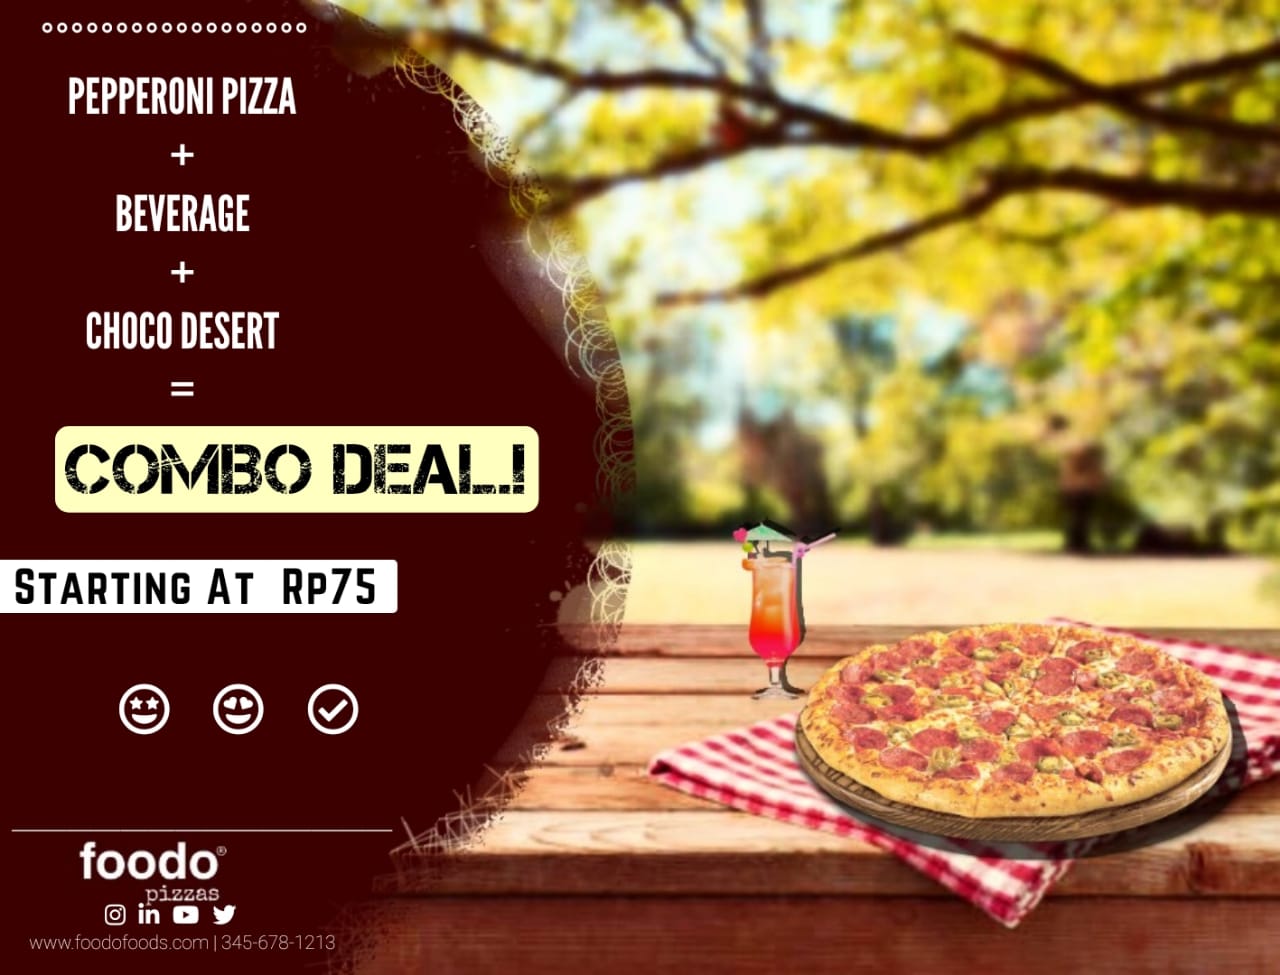 PEPPERONI PIZZA
+
BEVERAGE
+
CHOCO DESERT
=
COMBO DEAL.!
STARTING AT RP75
foodo®
pizzas
www.foodofoods.com | 345-678-1213